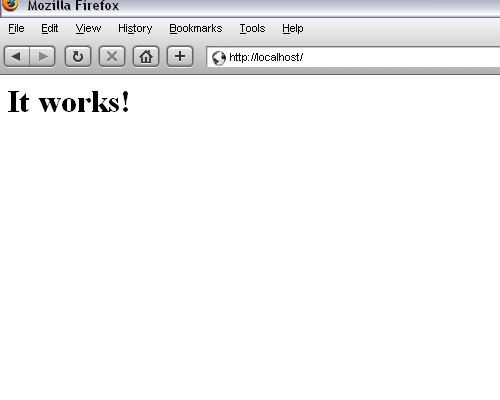 Mozilla Firefox
File Edit View History Bookmarks Tools Help
http://localhost/
It works!